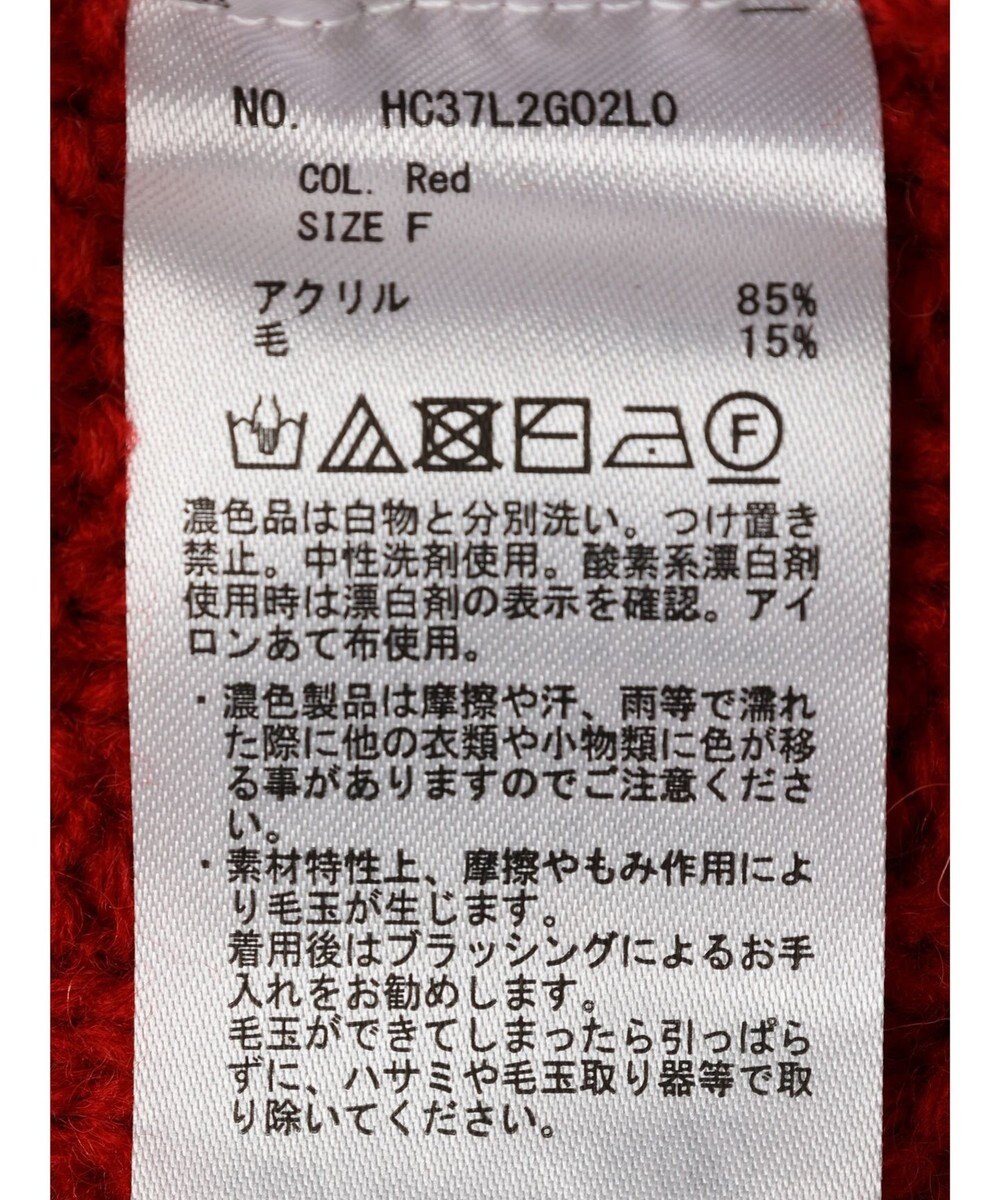 NO. HC37L2G02L0
COL. Red
SIZE F
アクリル 85%
毛 15%
F
濃色品は白物と分別洗い。つけ置き
禁止。中性洗剤使用。酸素系漂白剤
使用時は漂白剤の表示を確認。アイ
ロンあて布使用。
・濃色製品は摩擦や汗、雨等で濡れ
た際に他の衣類や小物類に色が移
る事がありますのでご注意くださ
い。
・素材特性上、摩擦やもみ作用によ
り毛玉が生じます。
着用後はブラッシングによるお手
入れをお勧めします。
毛玉ができてしまったら引っぱら
ずに、ハサミや毛玉取り器等で取
り除いてください。